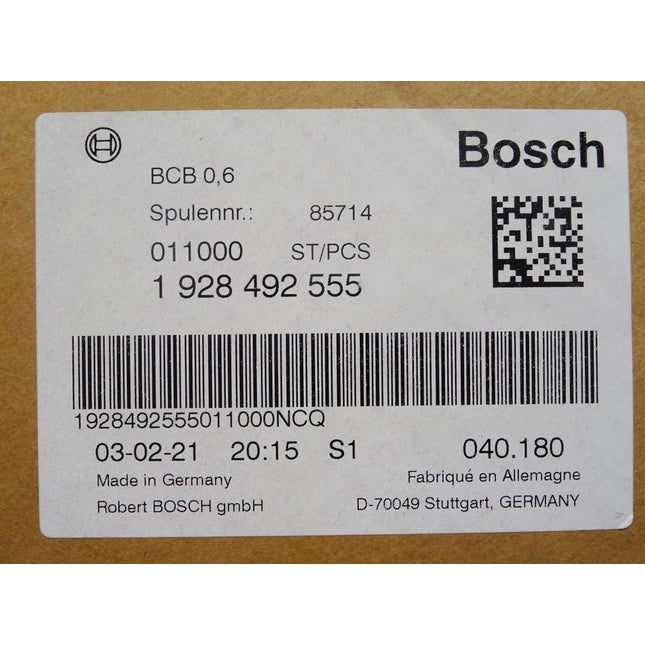 Bosch
BCB 0,6
Spulennr.: 85714
011000 ST/PCS
1 928 492 555
1928492555011000NCQ
03-02-21 20:15 S1 040.180
Made in Germany Fabriqué en Allemagne
Robert BOSCH gmbH D-70049 Stuttgart, GERMANY